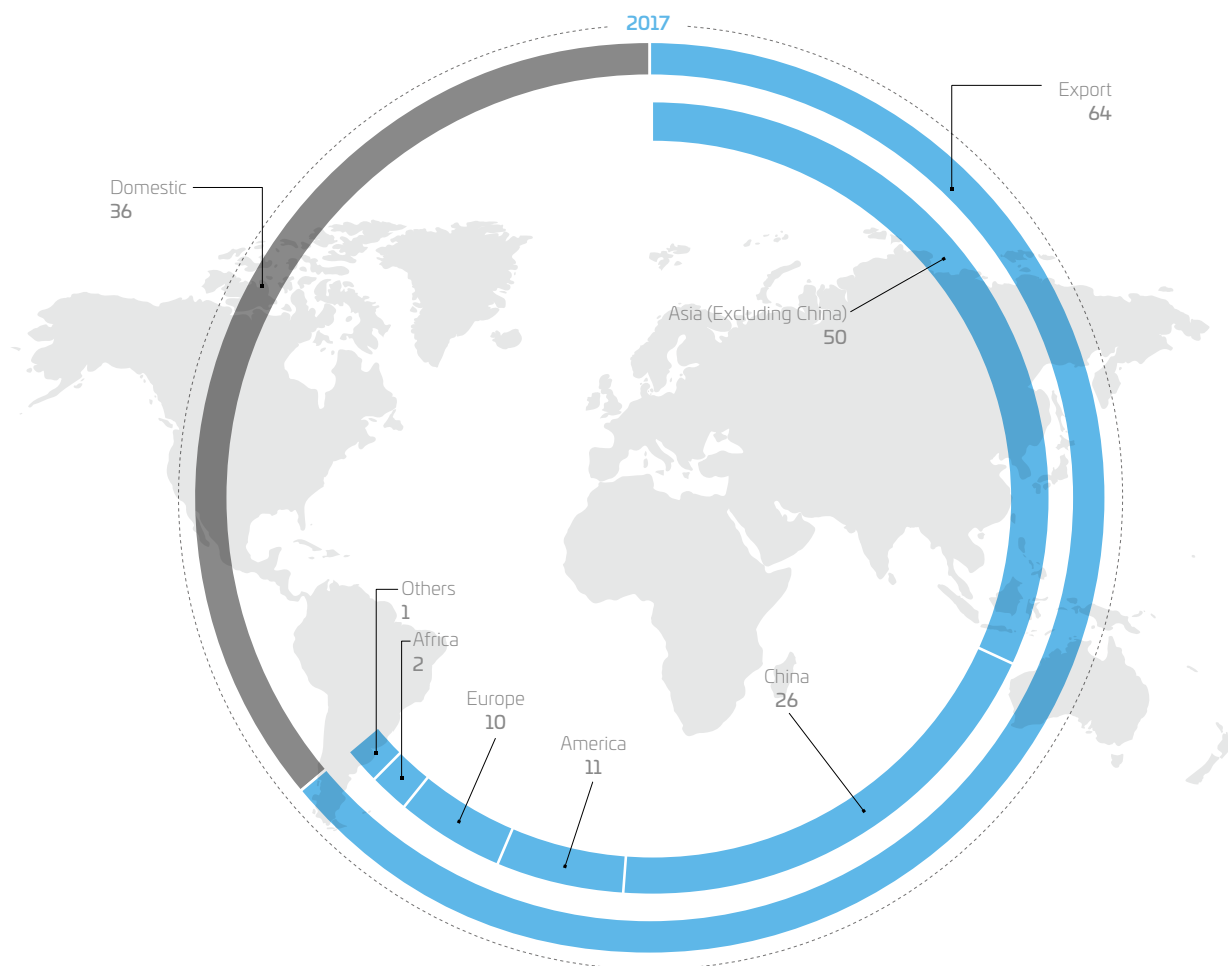 2017
Export
64
Domestic
36
Asia (Excluding China)
50
Others
1
Africa
2
China
26
Europe
10
America
11